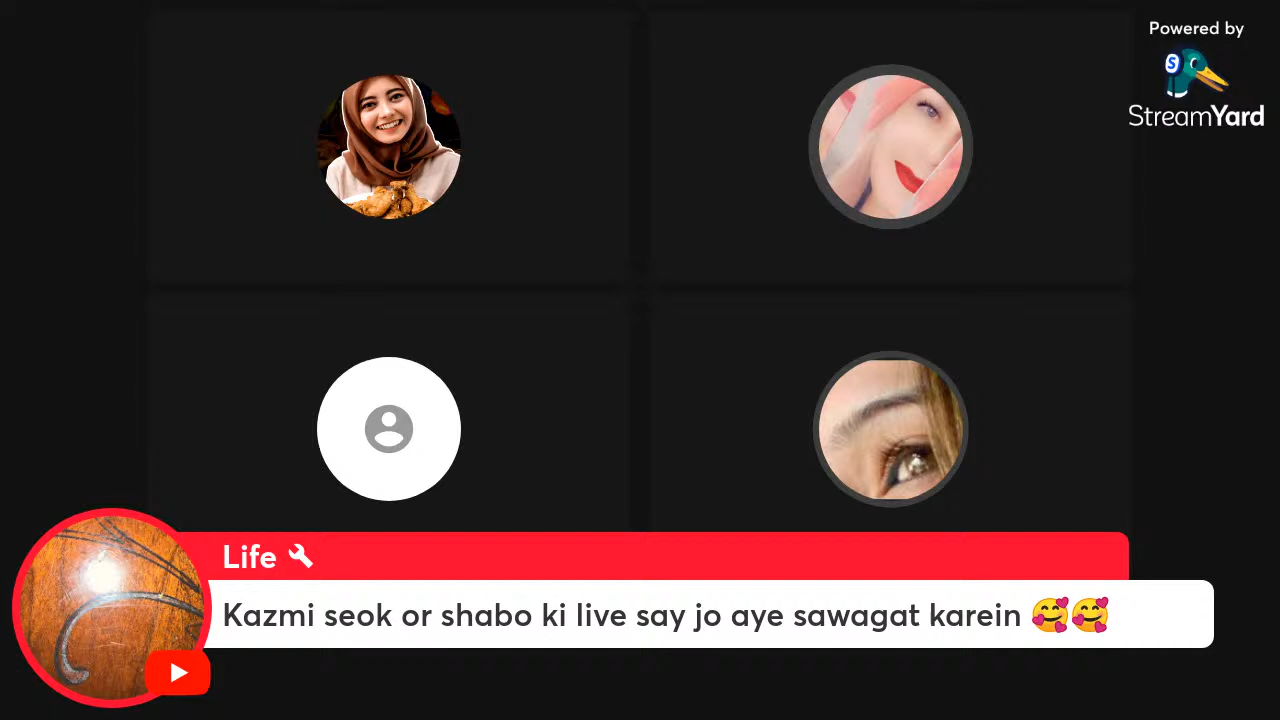 Powered by
StreamYard
Life
Kazmi seok or shabo ki live say jo aye sawagat karein 🥰🥰